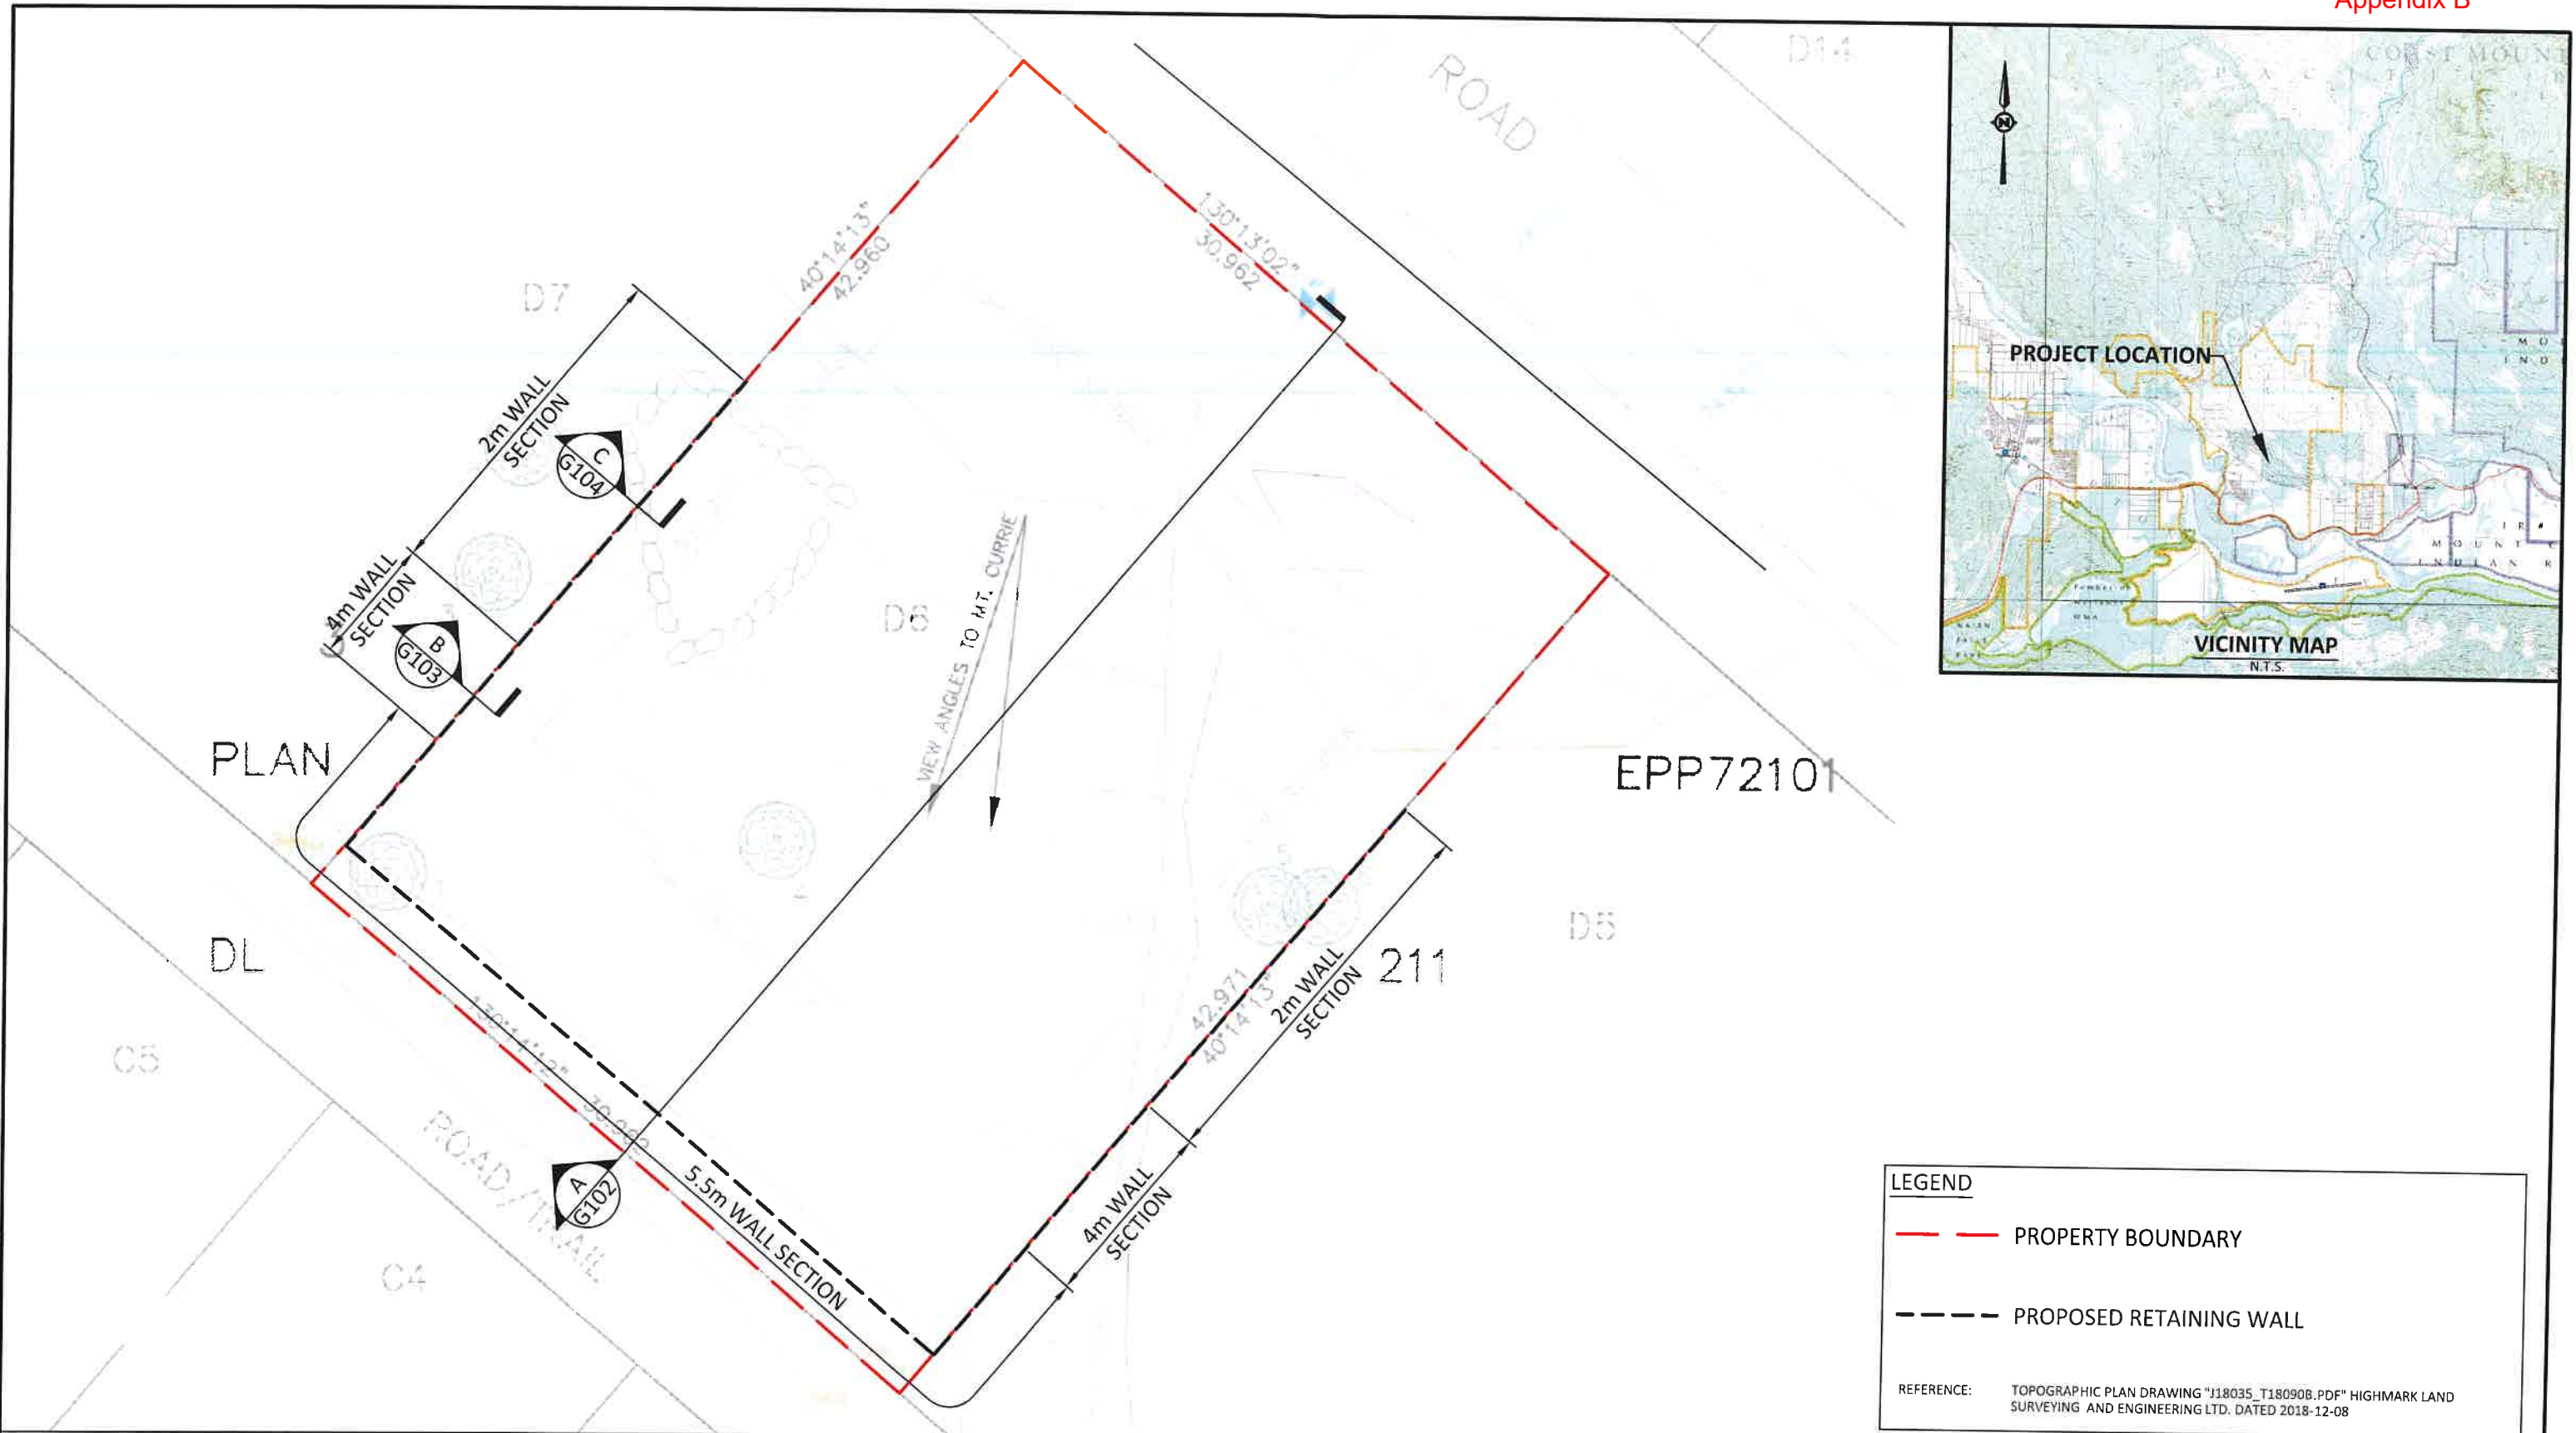 Appendix B
D14
ROAD
COAST MOUNT
P A C I F I C
N
130°13'02"
30.962
40°14'13"
42.960
D7
2m WALL
SECTION
C
G104
PROJECT LOCATION
4m WALL
SECTION
B
G103
D6
VIEW ANGLES TO MT. CURRIE
I R #
M O U N T
I N D I A N R
VICINITY MAP
N.T.S.
PLAN
EPP72101
DL
D5
211
42.971
40°14'13"
2m WALL
SECTION
C5
130°14'12"
30.962
ROAD/TRAIL
A
G102
5.5m WALL SECTION
4m WALL
SECTION
C4
LEGEND
PROPERTY BOUNDARY
PROPOSED RETAINING WALL
REFERENCE: TOPOGRAPHIC PLAN DRAWING "J18035_T18090B.PDF" HIGHMARK LAND
SURVEYING AND ENGINEERING LTD. DATED 2018-12-08